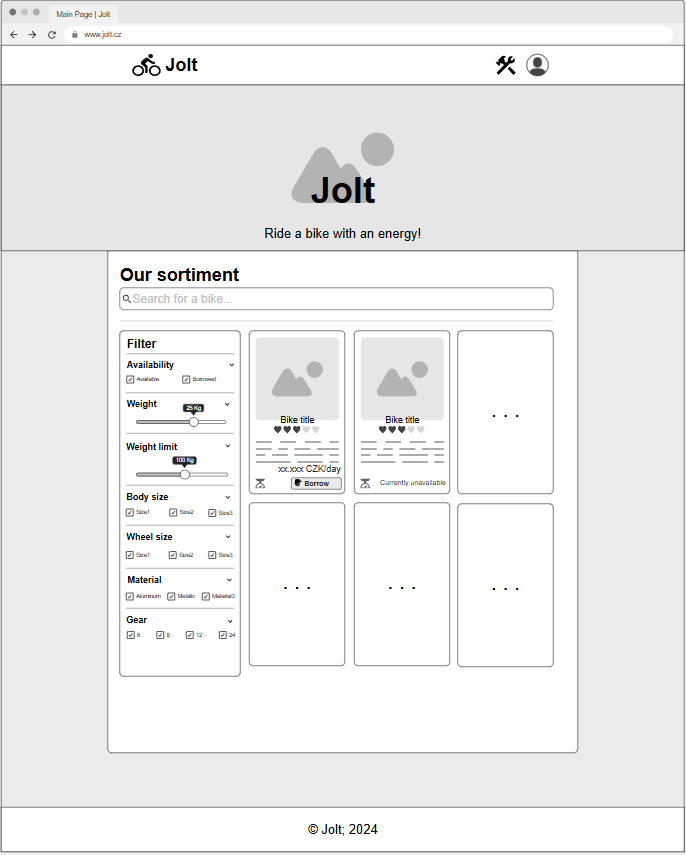 Main Page | Jolt
www.jolt.cz
Jolt
Jolt
Ride a bike with an energy!
Our sortiment
Search for a bike...
Filter
Availability
Available Borrowed
Weight
25 Kg
Weight limit
100 Kg
Body size
Size1 Size2 Size3
Wheel size
Size1 Size2 Size3
Material
Aluminum Metalic Material3
Gear
6 8 12 24
Bike title
xx.xxx CZK/day
Borrow
Bike title
Currently unavailable
. . .
. . .
. . .
. . .
© Jolt; 2024